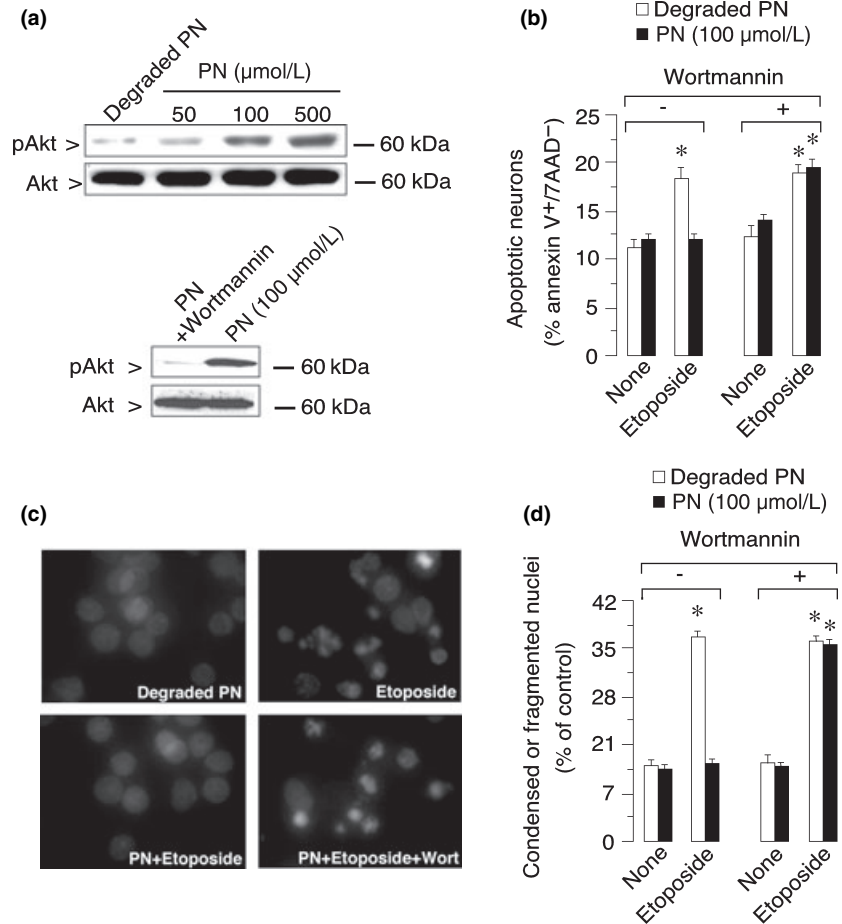 (a)
Degraded PN
PN (µmol/L)
50 100 500
pAkt > — 60 kDa
Akt > — 60 kDa
PN
+Wortmannin
PN (100 µmol/L)
pAkt > — 60 kDa
Akt > — 60 kDa
(b)
Degraded PN
PN (100 µmol/L)
Wortmannin
- +
Apoptotic neurons
(% annexin V+/7AAD−)
25
20
15
10
5
0
* * *
None Etoposide None Etoposide
(c)
Degraded PN
Etoposide
PN+Etoposide
PN+Etoposide+Wort
(d)
Degraded PN
PN (100 µmol/L)
Wortmannin
- +
Condensed or fragmented nuclei
(% of control)
42
35
28
21
7
0
* * *
None Etoposide None Etoposide